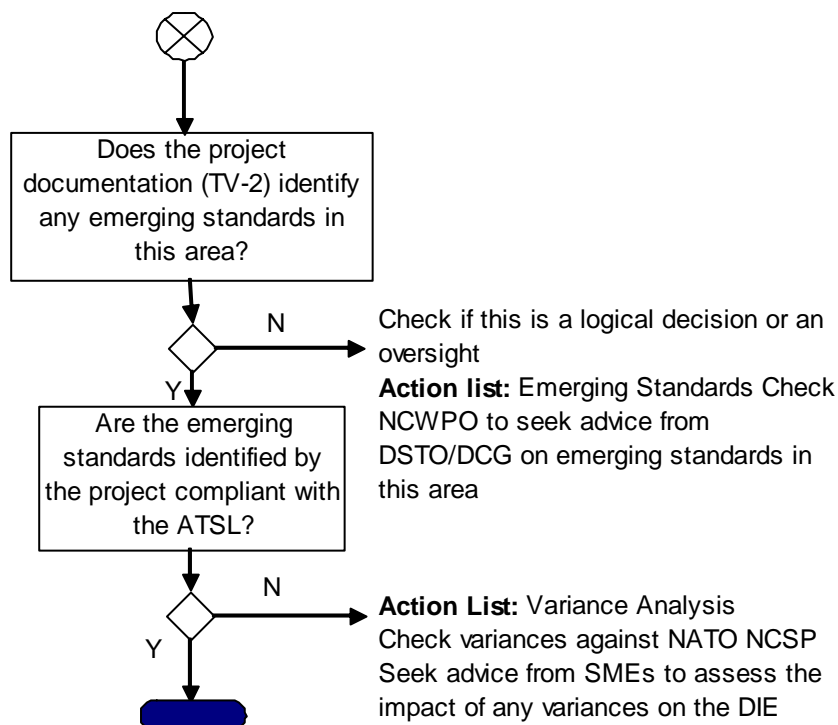 Does the project
documentation (TV-2) identify
any emerging standards in
this area?
N
Check if this is a logical decision or an
oversight
Action list: Emerging Standards Check
NCWPO to seek advice from
DSTO/DCG on emerging standards in
this area
Y
Are the emerging
standards identified by
the project compliant with
the ATSL?
N
Action List: Variance Analysis
Check variances against NATO NCSP
Seek advice from SMEs to assess the
impact of any variances on the DIE
Y